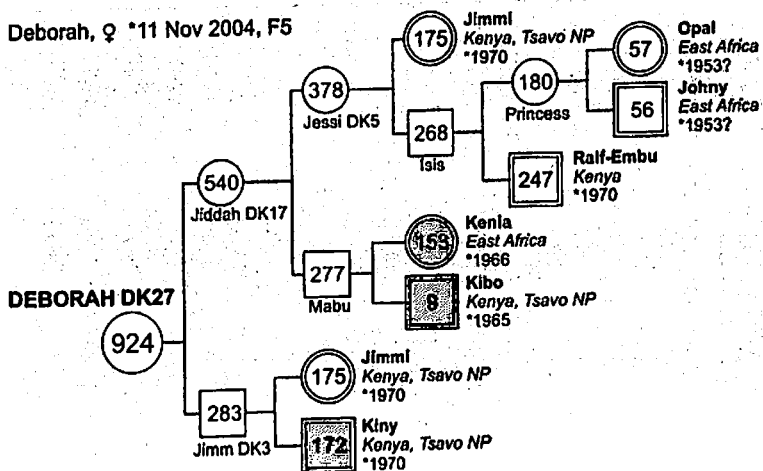 Deborah, ♀ *11 Nov 2004, F5
175
Jimmi
Kenya, Tsavo NP
*1970
378
Jessi DK5
268
Isis
180
Princess
57
Opal
East Africa
*1953?
56
Johny
East Africa
*1953?
247
Ralf-Embu
Kenya
*1970
540
Jiddah DK17
277
Mabu
153
Kenia
East Africa
*1966
8
Kibo
Kenya, Tsavo NP
*1965
DEBORAH DK27
924
283
Jimm DK3
175
Jimmi
Kenya, Tsavo NP
*1970
172
Kiny
Kenya, Tsavo NP
*1970